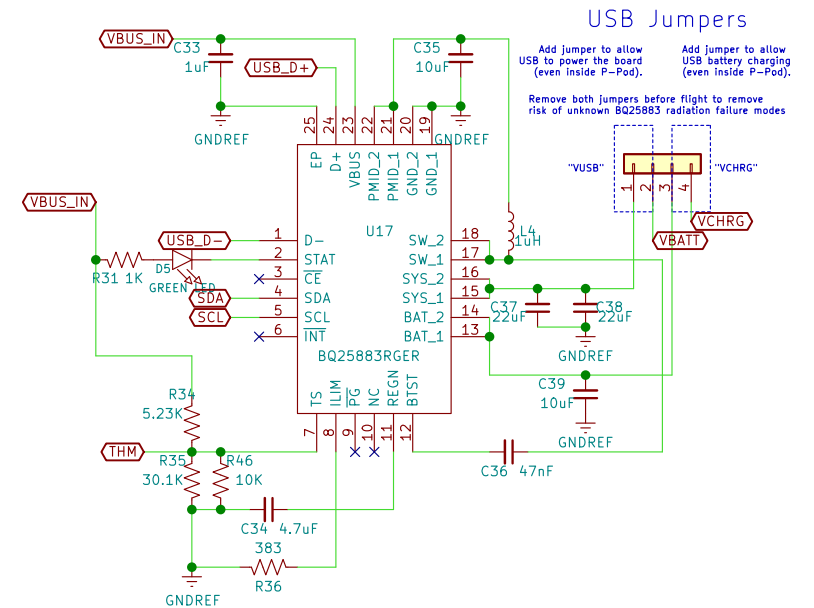 USB Jumpers
Add jumper to allow
USB to power the board
(even inside P-Pod).
Add jumper to allow
USB battery charging
(even inside P-Pod).
Remove both jumpers before flight to remove
risk of unknown BQ25883 radiation failure modes
"VUSB"
"VCHRG"
1
2
3
4
VCHRG
VBATT
VBUS_IN
C33
1uF
USB_D+
GNDREF
C35
10uF
GNDREF
25
24
23
22
21
20
19
EP
D+
VBUS
PMID_2
PMID_1
GND_2
GND_1
U17
L4
1uH
VBUS_IN
USB_D-
R31 1K
D5
GREEN LED
SDA
SCL
1
2
3
4
5
6
D-
STAT
CE
SDA
SCL
INT
SW_2
SW_1
SYS_2
SYS_1
BAT_2
BAT_1
18
17
16
15
14
13
C37
22uF
C38
22uF
GNDREF
BQ25883RGER
TS
ILIM
PG
NC
REGN
BTST
7
8
9
10
11
12
C39
10uF
GNDREF
R34
5.23K
THM
R35
30.1K
R46
10K
C36 47nF
C34 4.7uF
383
R36
GNDREF